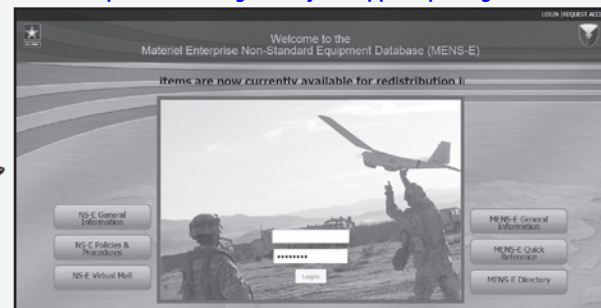 LOGIN |REQUEST ACC
U.S. ARMY
Welcome to the
Materiel Enterprise Non-Standard Equipment Database (MENS-E)
items are now currently available for redistribution i
NS-E General
Information
NS-E Policies &
Procedures
NS-E Virtual Mall
********
Login
MENS-E General
Information
MENS-E Quick
Reference
MENS-E Directory